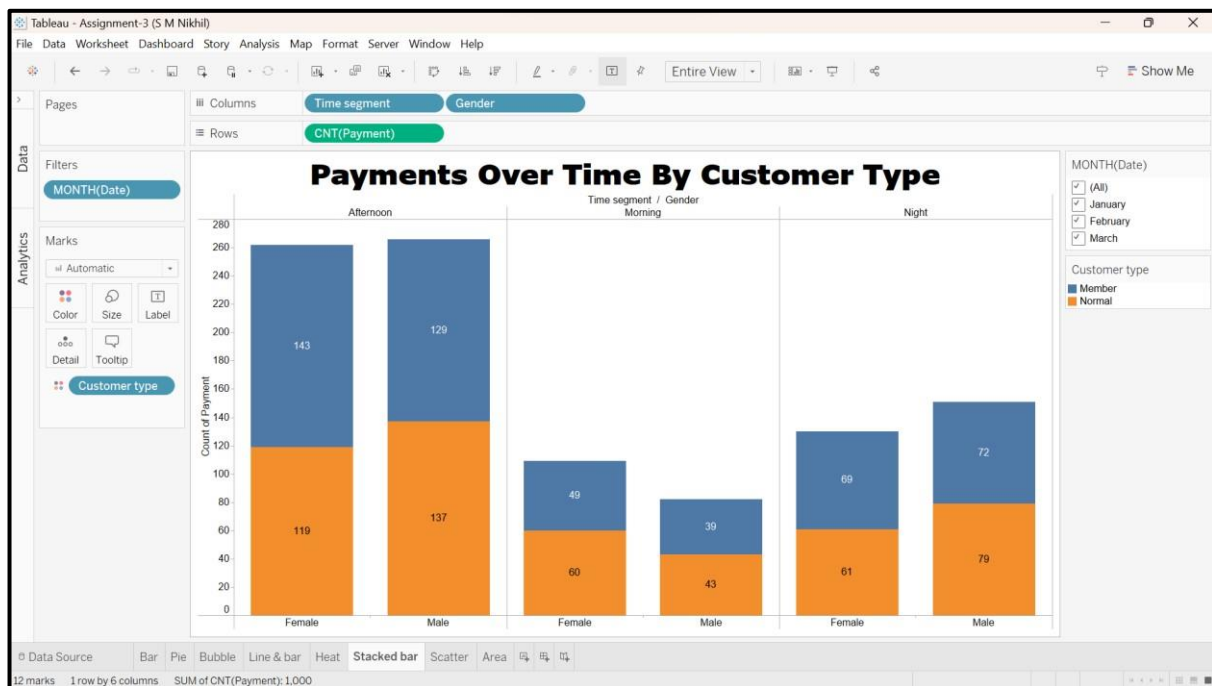 Tableau - Assignment-3 (S M Nikhil)
File Data Worksheet Dashboard Story Analysis Map Format Server Window Help
Entire View
Show Me
Data
Analytics
Pages
Filters
MONTH(Date)
Marks
Automatic
Color Size Label
Detail Tooltip
Customer type
Columns Time segment Gender
Rows CNT(Payment)
Payments Over Time By Customer Type
Time segment / Gender
Afternoon Morning Night
Count of Payment
280
260
240
220
200
180
160
140
120
100
80
60
40
20
0
143 129 49 39 69 72
119 137 60 43 61 79
Female Male Female Male Female Male
MONTH(Date)
(All)
January
February
March
Customer type
Member
Normal
Data Source Bar Pie Bubble Line & bar Heat Stacked bar Scatter Area
12 marks 1 row by 6 columns SUM of CNT(Payment): 1,000